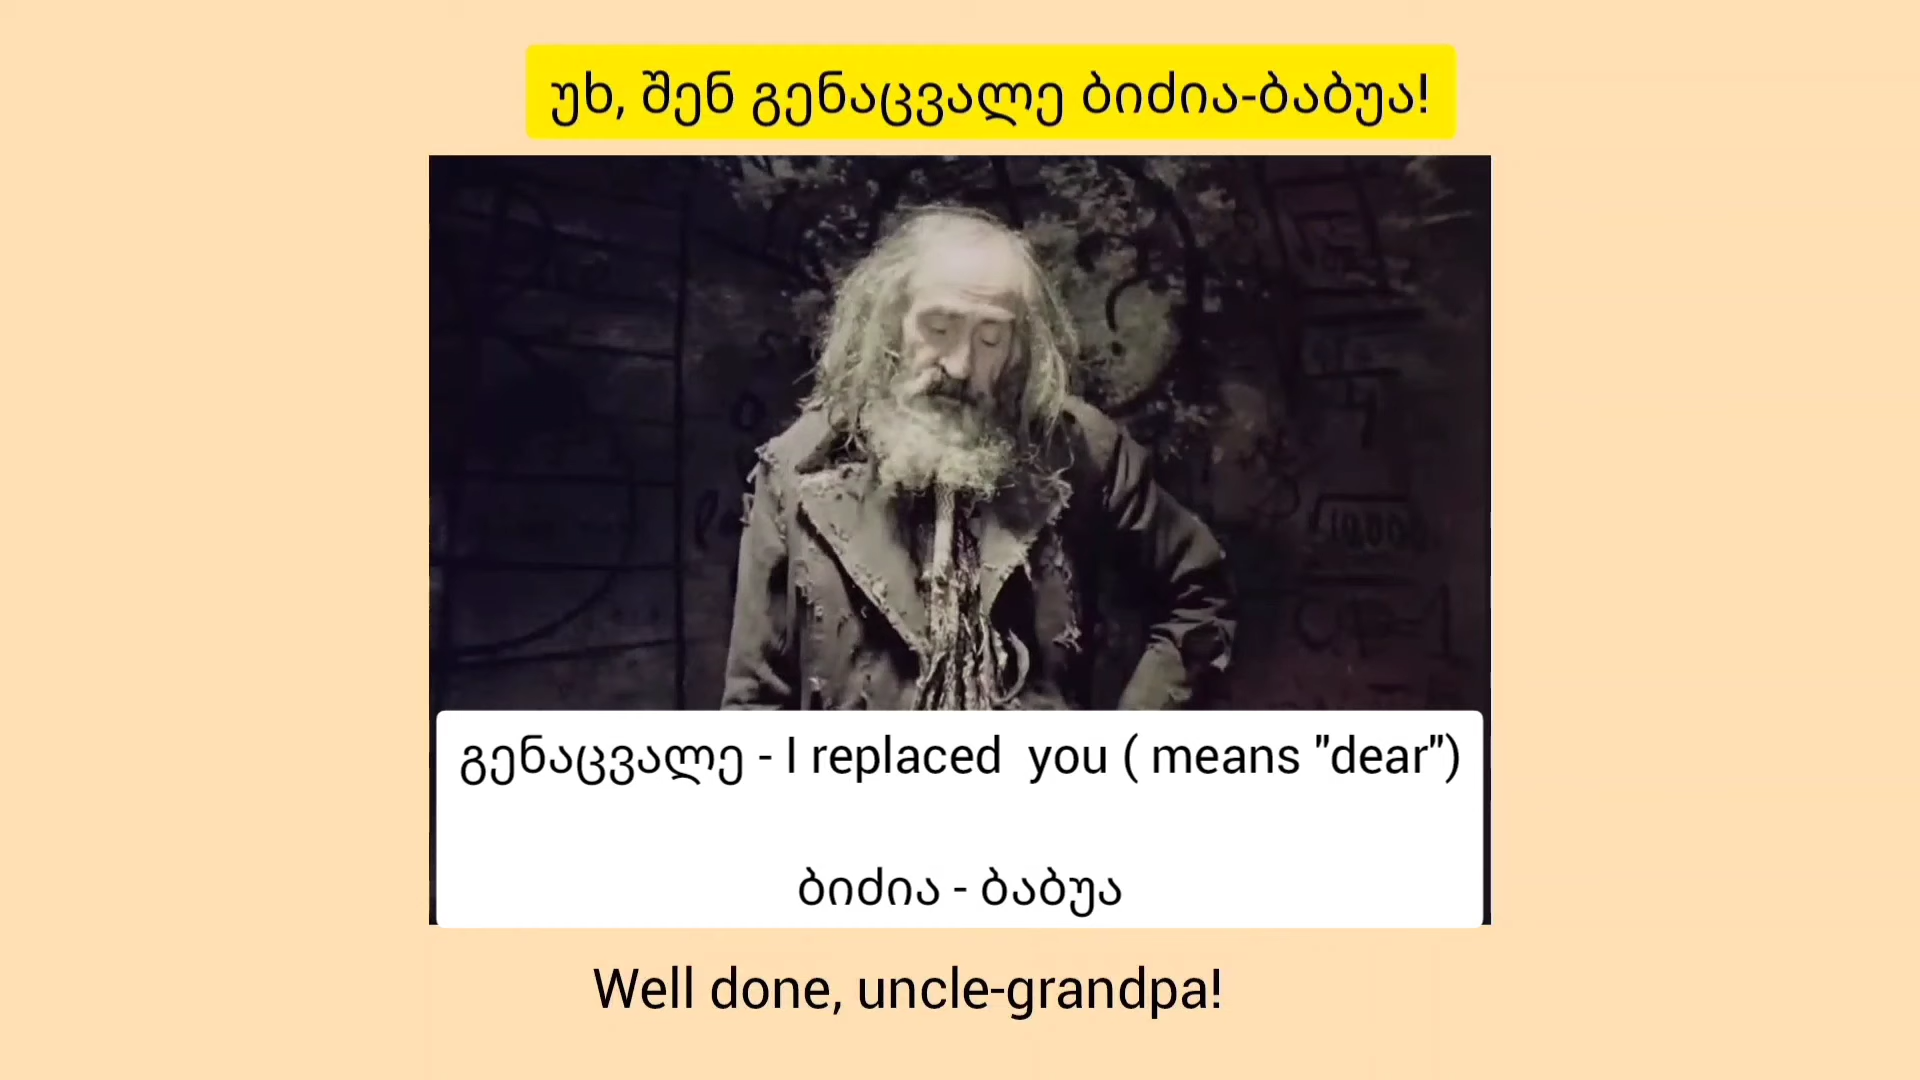 უხ, შენ გენაცვალე ბიძია-ბაბუა!
გენაცვალე - I replaced you ( means "dear")
ბიძია - ბაბუა
Well done, uncle-grandpa!